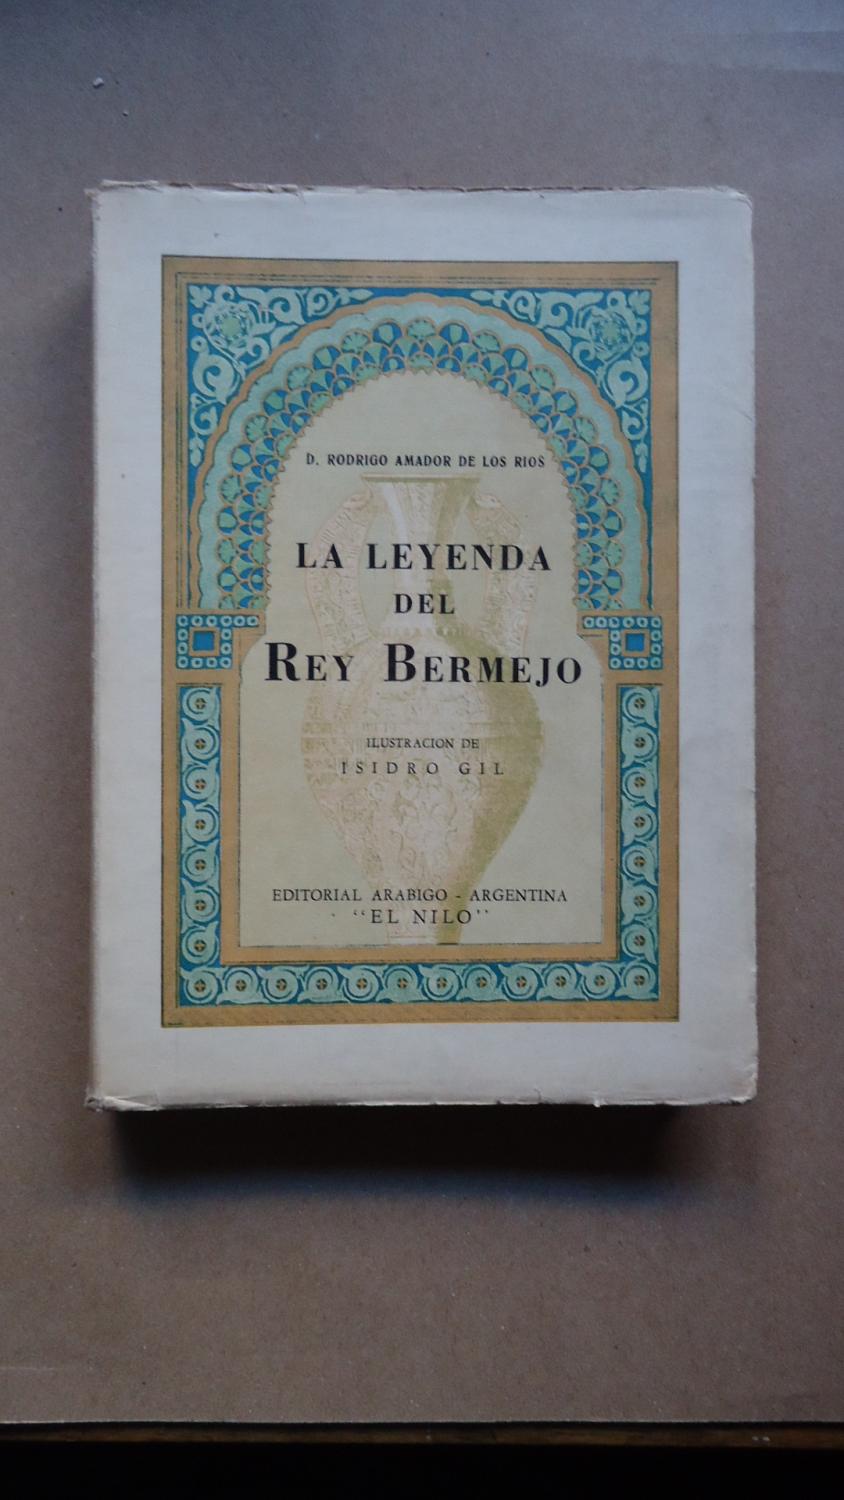 D. RODRIGO AMADOR DE LOS RIOS
LA LEYENDA
DEL
REY BERMEJO
ILUSTRACION DE
ISIDRO GIL
EDITORIAL ARABIGO - ARGENTINA
"EL NILO"